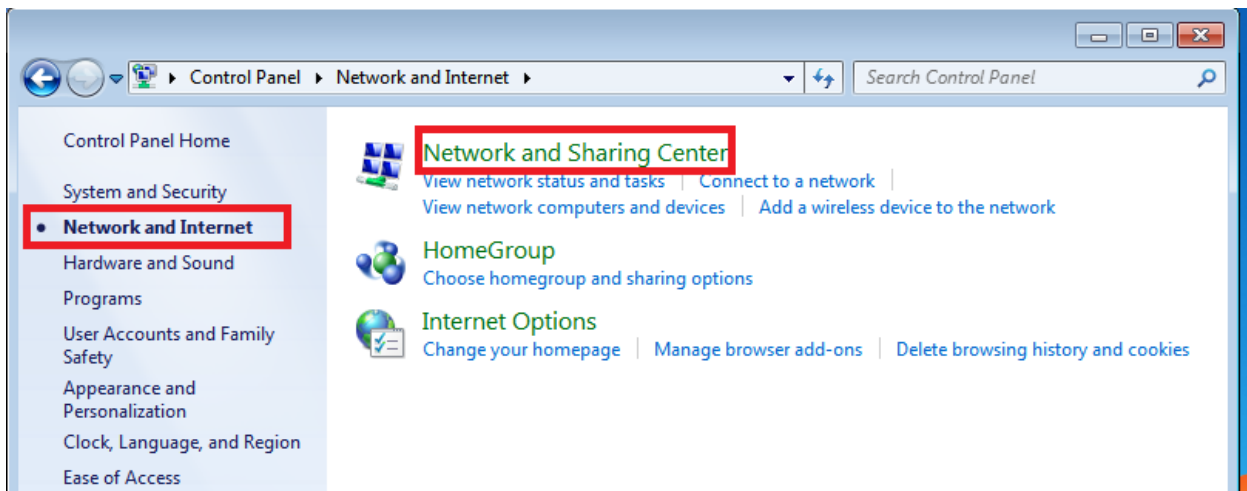 Control Panel Network and Internet Search Control Panel
Control Panel Home
System and Security
Network and Internet
Hardware and Sound
Programs
User Accounts and Family
Safety
Appearance and
Personalization
Clock, Language, and Region
Ease of Access
Network and Sharing Center
View network status and tasks Connect to a network
View network computers and devices Add a wireless device to the network
HomeGroup
Choose homegroup and sharing options
Internet Options
Change your homepage Manage browser add-ons Delete browsing history and cookies